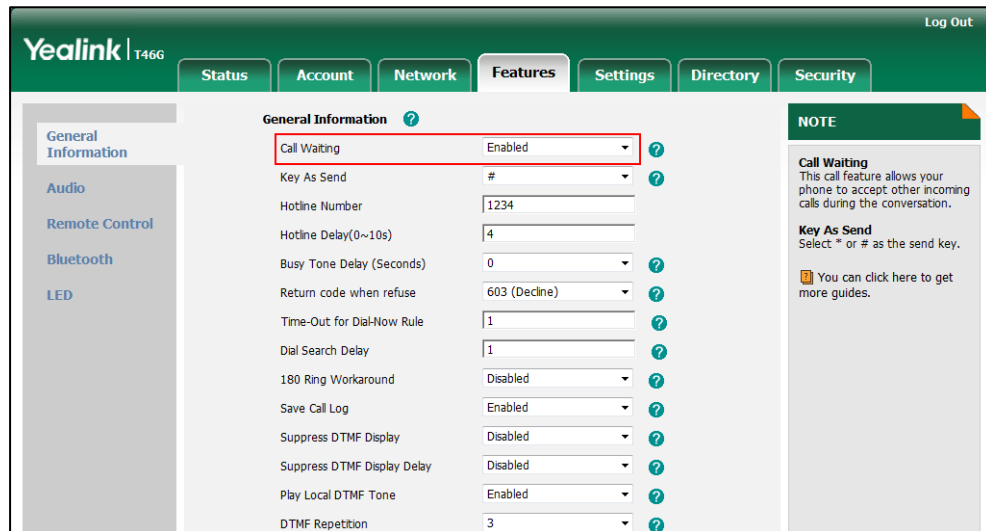 Log Out
Yealink T46G
Status Account Network Features Settings Directory Security
General
Information
Audio
Remote Control
Bluetooth
LED
General Information ?
Call Waiting Enabled ?
Key As Send # ?
Hotline Number 1234
Hotline Delay(0~10s) 4
Busy Tone Delay (Seconds) 0 ?
Return code when refuse 603 (Decline) ?
Time-Out for Dial-Now Rule 1 ?
Dial Search Delay 1 ?
180 Ring Workaround Disabled ?
Save Call Log Enabled ?
Suppress DTMF Display Disabled ?
Suppress DTMF Display Delay Disabled ?
Play Local DTMF Tone Enabled ?
DTMF Repetition 3 ?
NOTE
Call Waiting
This call feature allows your
phone to accept other incoming
calls during the conversation.
Key As Send
Select * or # as the send key.
? You can click here to get
more guides.